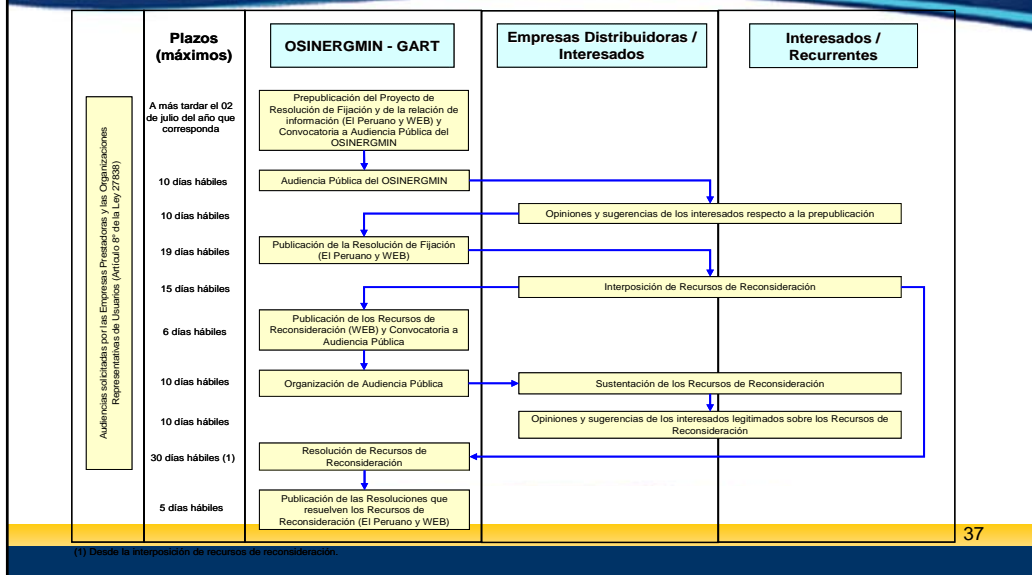 Plazos
(máximos)
OSINERGMIN - GART
Empresas Distribuidoras /
Interesados
Interesados /
Recurrentes
Audiencias solicitadas por las Empresas Prestadoras y las Organizaciones
Representativas de Usuarios (Artículo 8° de la Ley 27838)
A más tardar el 02
de julio del año que
corresponda
Prepublicación del Proyecto de
Resolución de Fijación y de la relación de
información (El Peruano y WEB) y
Convocatoria a Audiencia Pública del
OSINERGMIN
10 días hábiles
Audiencia Pública del OSINERGMIN
10 días hábiles
Opiniones y sugerencias de los interesados respecto a la prepublicación
19 días hábiles
Publicación de la Resolución de Fijación
(El Peruano y WEB)
15 días hábiles
Interposición de Recursos de Reconsideración
6 días hábiles
Publicación de los Recursos de
Reconsideración (WEB) y Convocatoria a
Audiencia Pública
10 días hábiles
Organización de Audiencia Pública
Sustentación de los Recursos de Reconsideración
10 días hábiles
Opiniones y sugerencias de los interesados legitimados sobre los Recursos de
Reconsideración
30 días hábiles (1)
Resolución de Recursos de
Reconsideración
5 días hábiles
Publicación de las Resoluciones que
resuelven los Recursos de
Reconsideración (El Peruano y WEB)
37
(1) Desde la interposición de recursos de reconsideración.